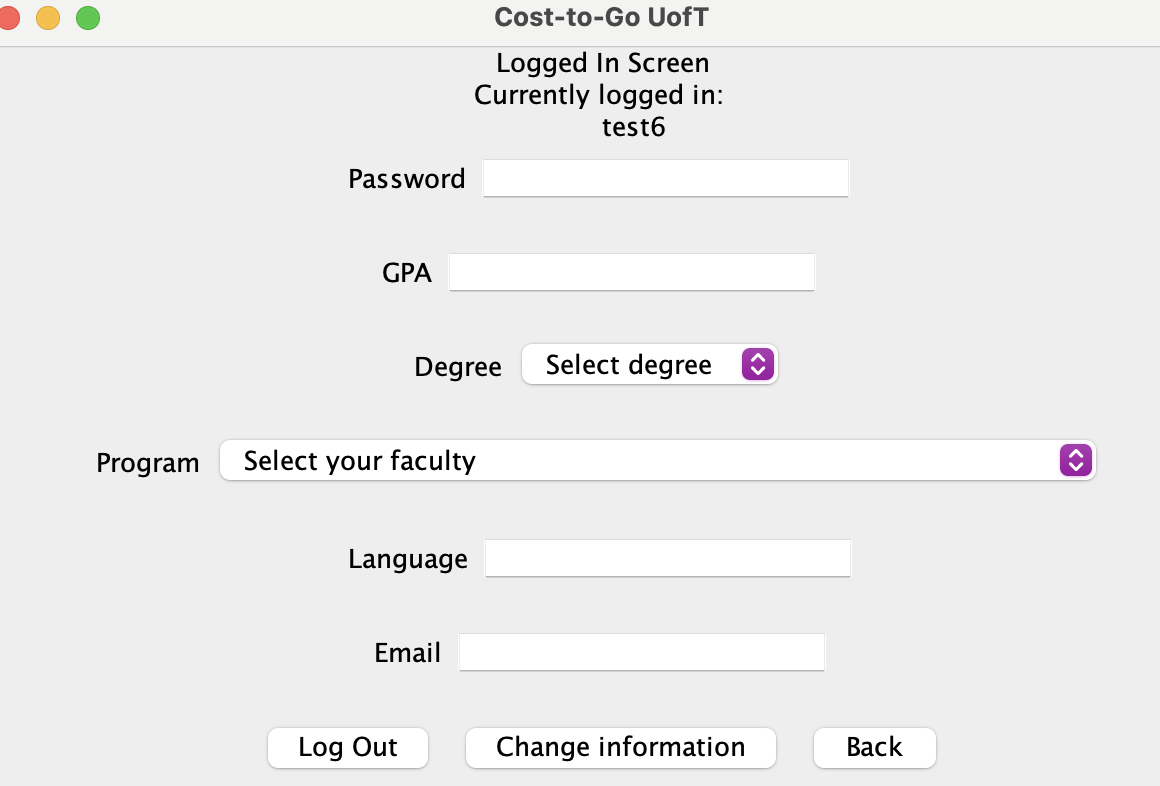 Cost-to-Go UofT
Logged In Screen
Currently logged in:
test6
Password
GPA
Degree Select degree
Program Select your faculty
Language
Email
Log Out Change information Back